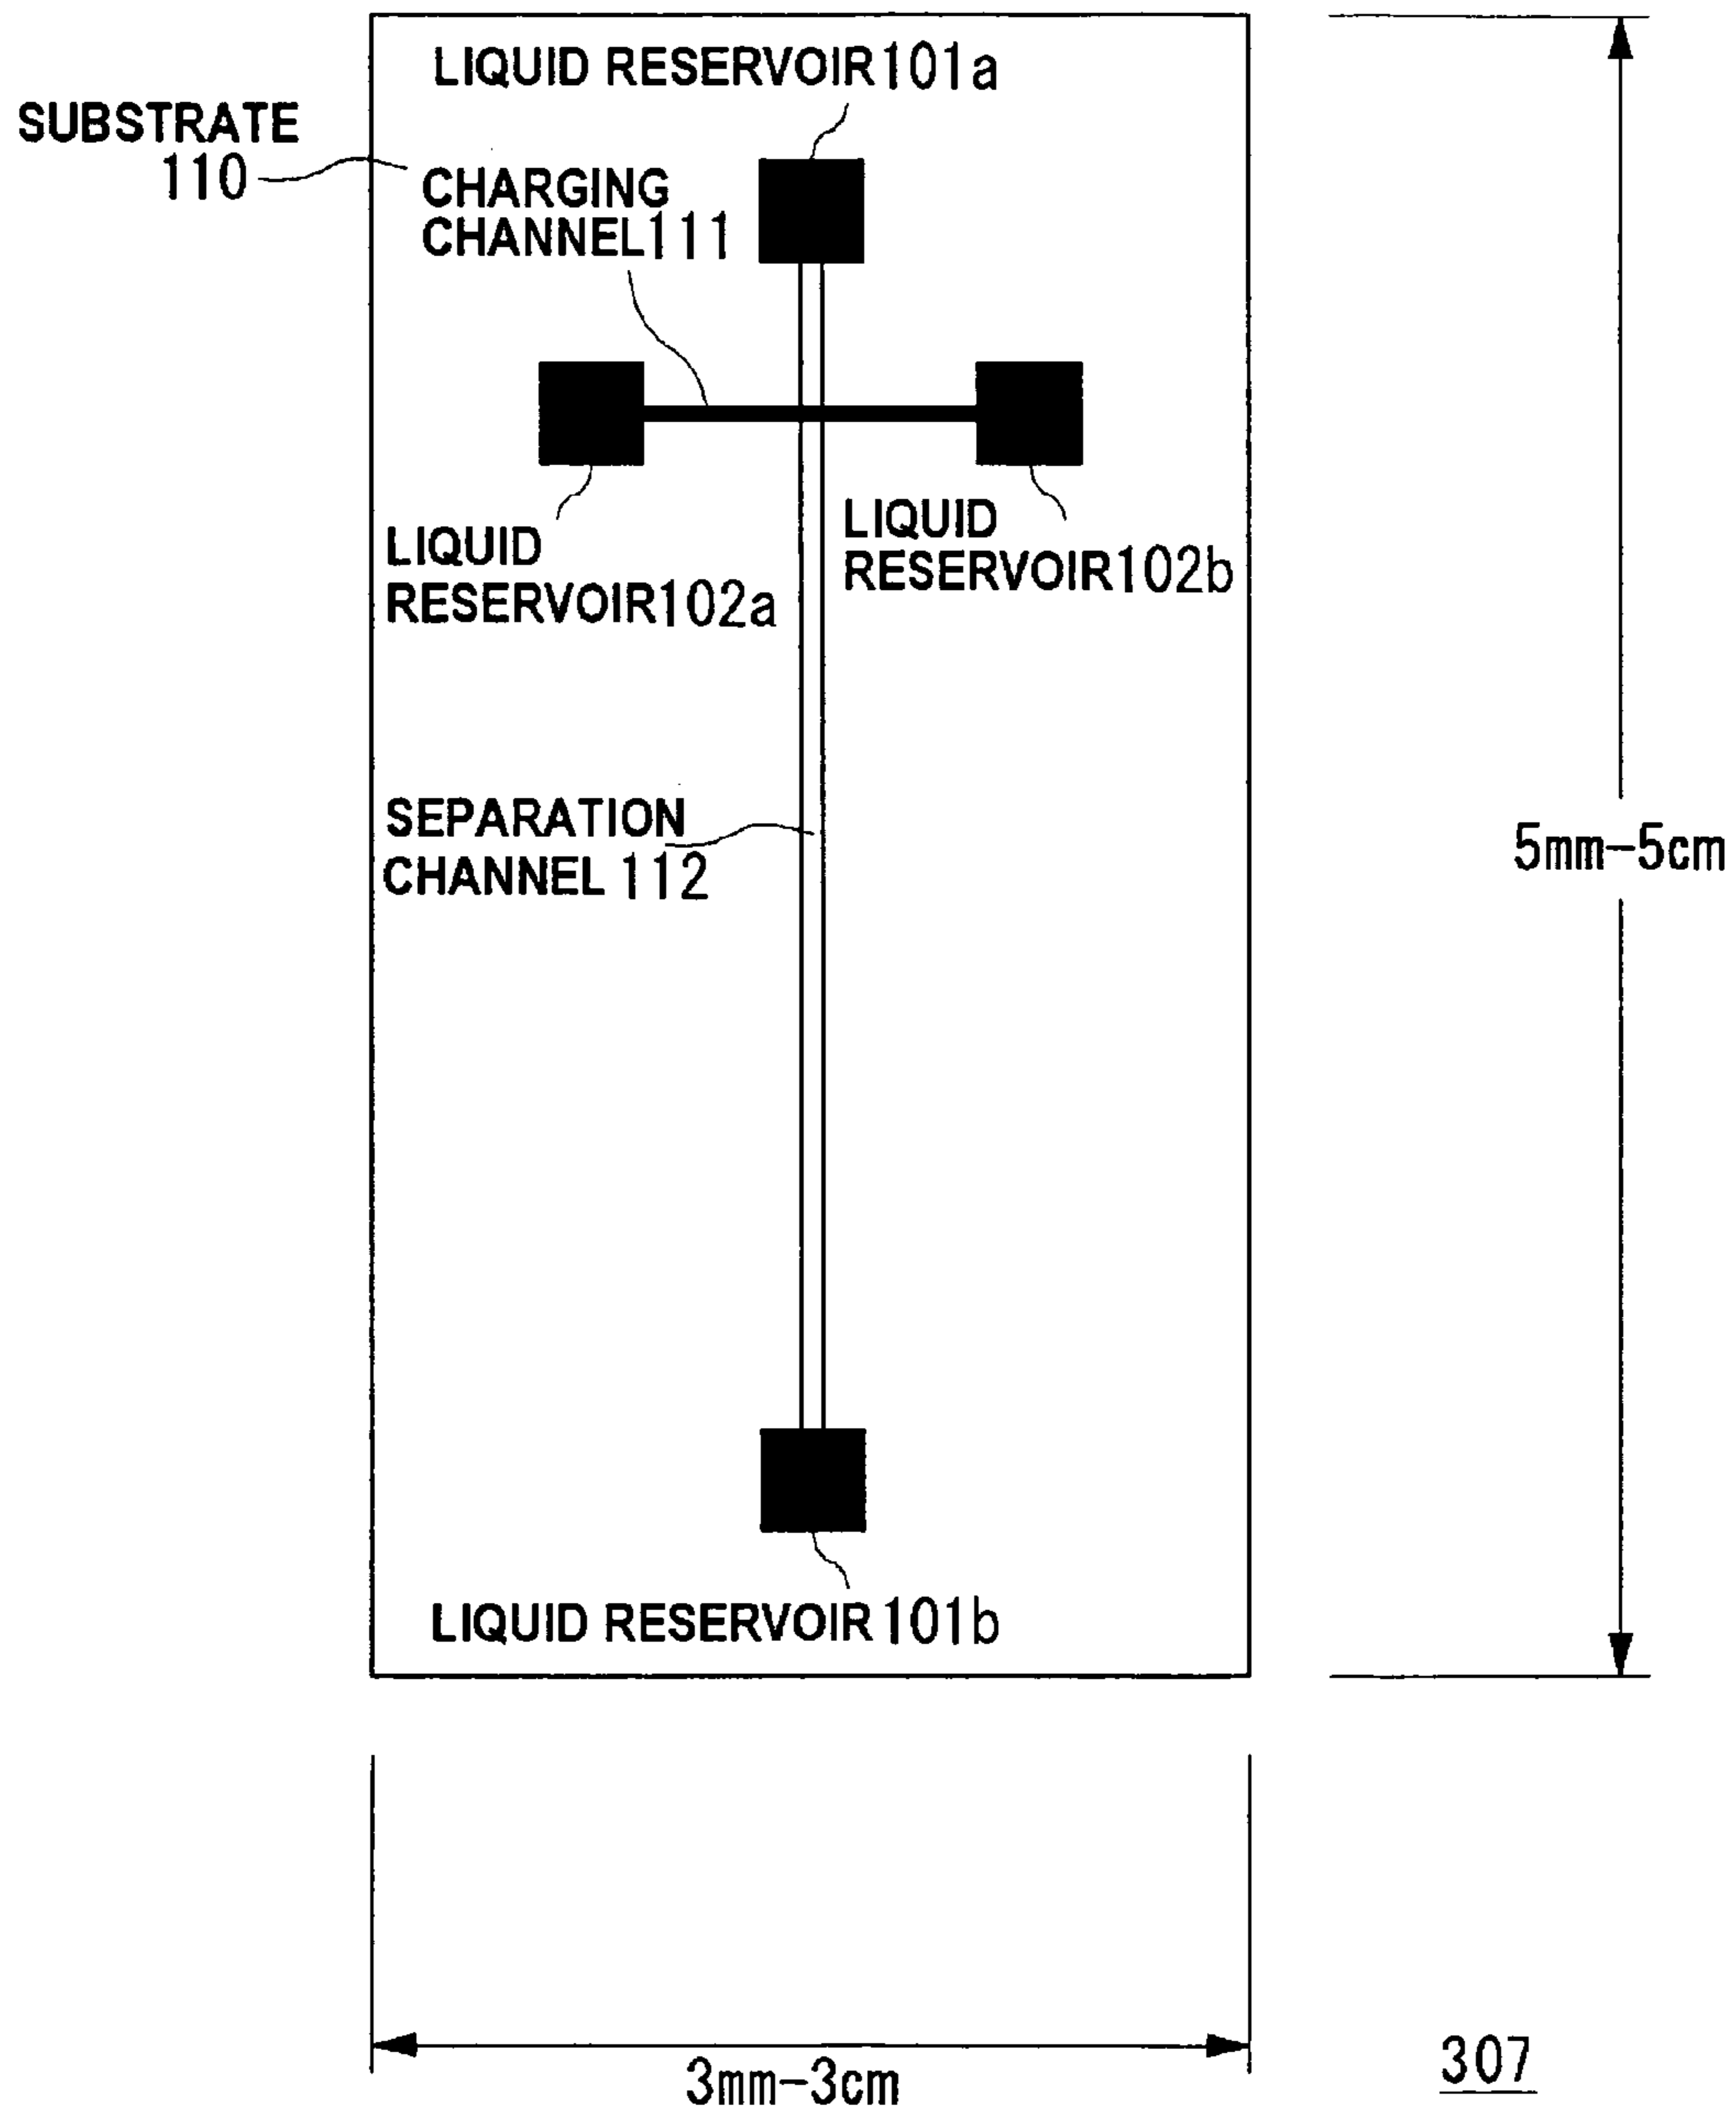 LIQUID RESERVOIR101a
SUBSTRATE
110
CHARGING
CHANNEL111
LIQUID
RESERVOIR102a
LIQUID
RESERVOIR102b
SEPARATION
CHANNEL 112
5mm-5cm
LIQUID RESERVOIR101b
3mm-3cm
307